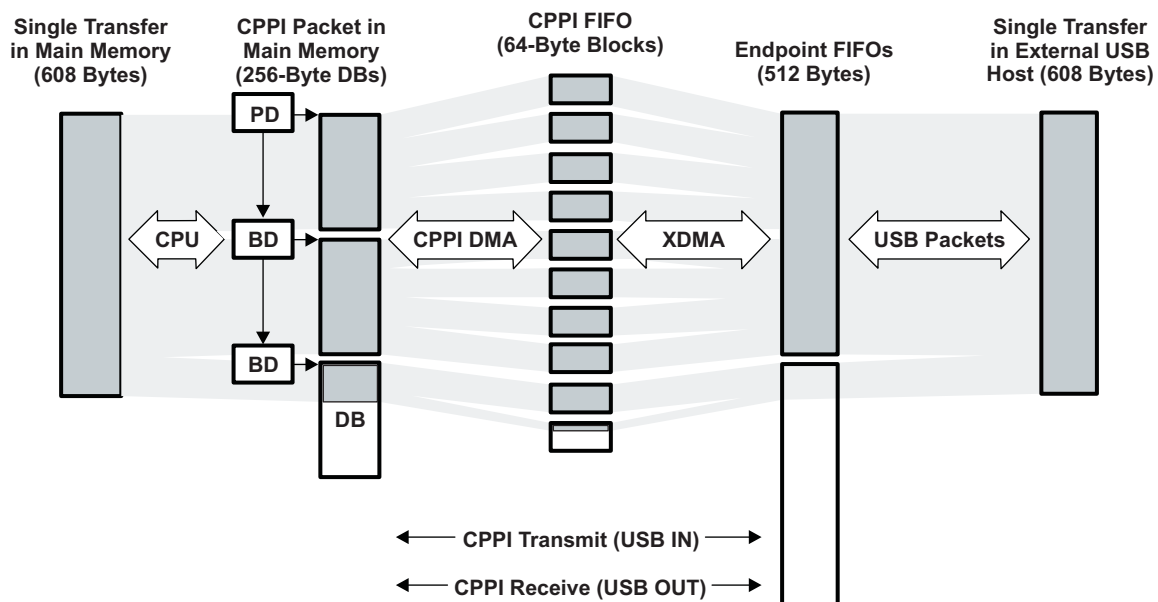 Single Transfer
in Main Memory
(608 Bytes)
CPPI Packet in
Main Memory
(256-Byte DBs)
CPPI FIFO
(64-Byte Blocks)
Endpoint FIFOs
(512 Bytes)
Single Transfer
in External USB
Host (608 Bytes)
PD
CPU
BD
CPPI DMA
XDMA
USB Packets
BD
DB
CPPI Transmit (USB IN)
CPPI Receive (USB OUT)